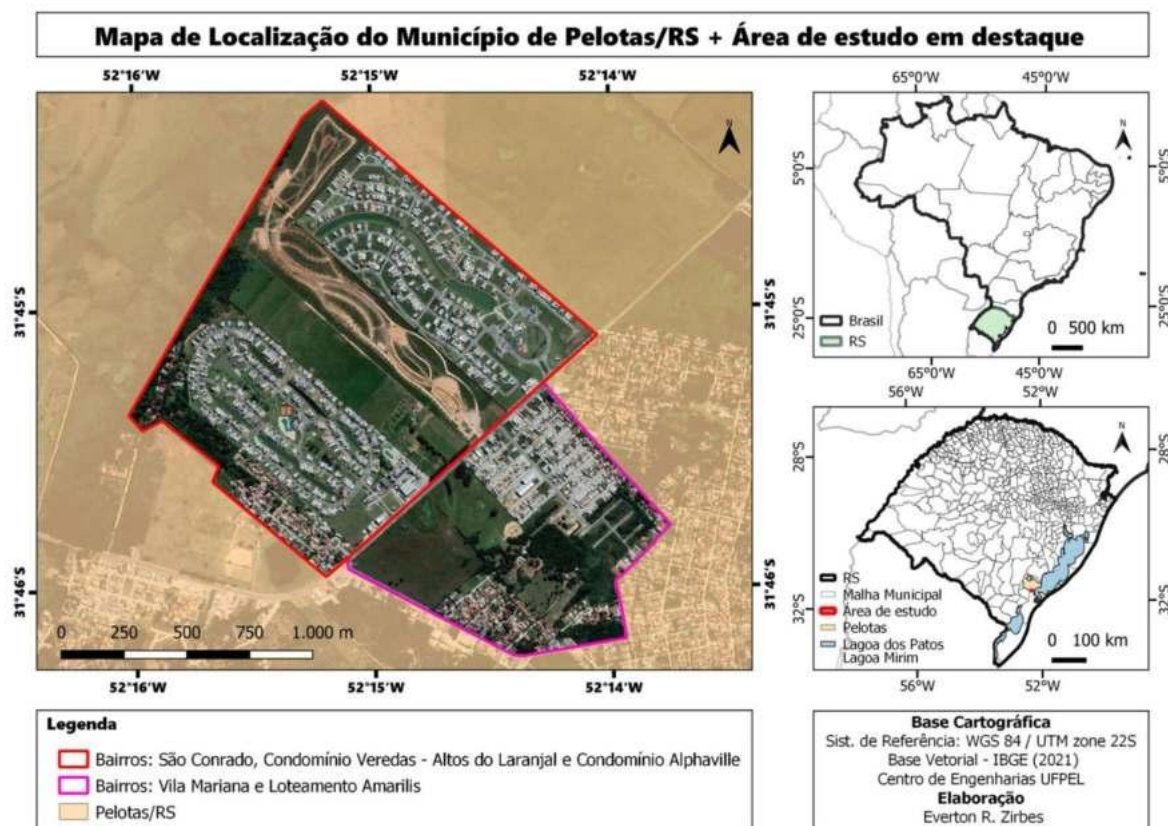 Mapa de Localização do Município de Pelotas/RS + Área de estudo em destaque
52°16'W 52°15'W 52°14'W
31°45'S 31°45'S
31°46'S 31°46'S
N
0 250 500 750 1.000 m
52°16'W 52°15'W 52°14'W
65°0'W 45°0'W
5°0'S 5°0'S
25°0'S 25°0'S
N
Brasil
RS
0 500 km
65°0'W 45°0'W
56°W 52°W
28°S 28°S
32°S 32°S
N
RS
Malha Municipal
Área de estudo
Pelotas
Lagoa dos Patos
Lagoa Mirim
0 100 km
56°W 52°W
Legenda
Bairros: São Conrado, Condomínio Veredas - Altos do Laranjal e Condomínio Alphaville
Bairros: Vila Mariana e Loteamento Amarilis
Pelotas/RS
Base Cartográfica
Sist. de Referência: WGS 84 / UTM zone 22S
Base Vetorial - IBGE (2021)
Centro de Engenharias UFPEL
Elaboração
Everton R. Zirbes